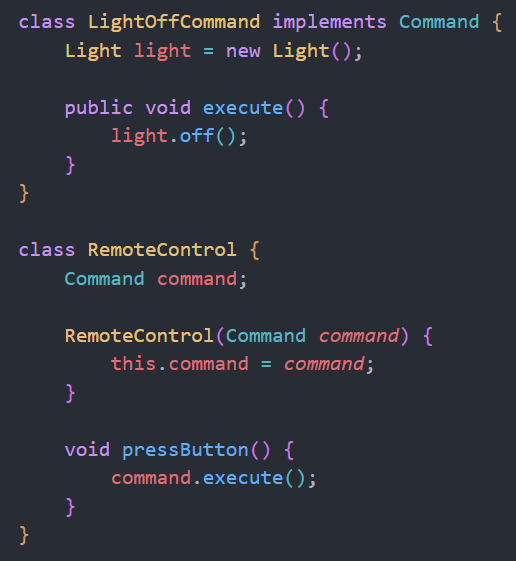 class LightOffCommand implements Command {
    Light light = new Light();

    public void execute() {
        light.off();
    }
}

class RemoteControl {
    Command command;

    RemoteControl(Command command) {
        this.command = command;
    }

    void pressButton() {
        command.execute();
    }
}